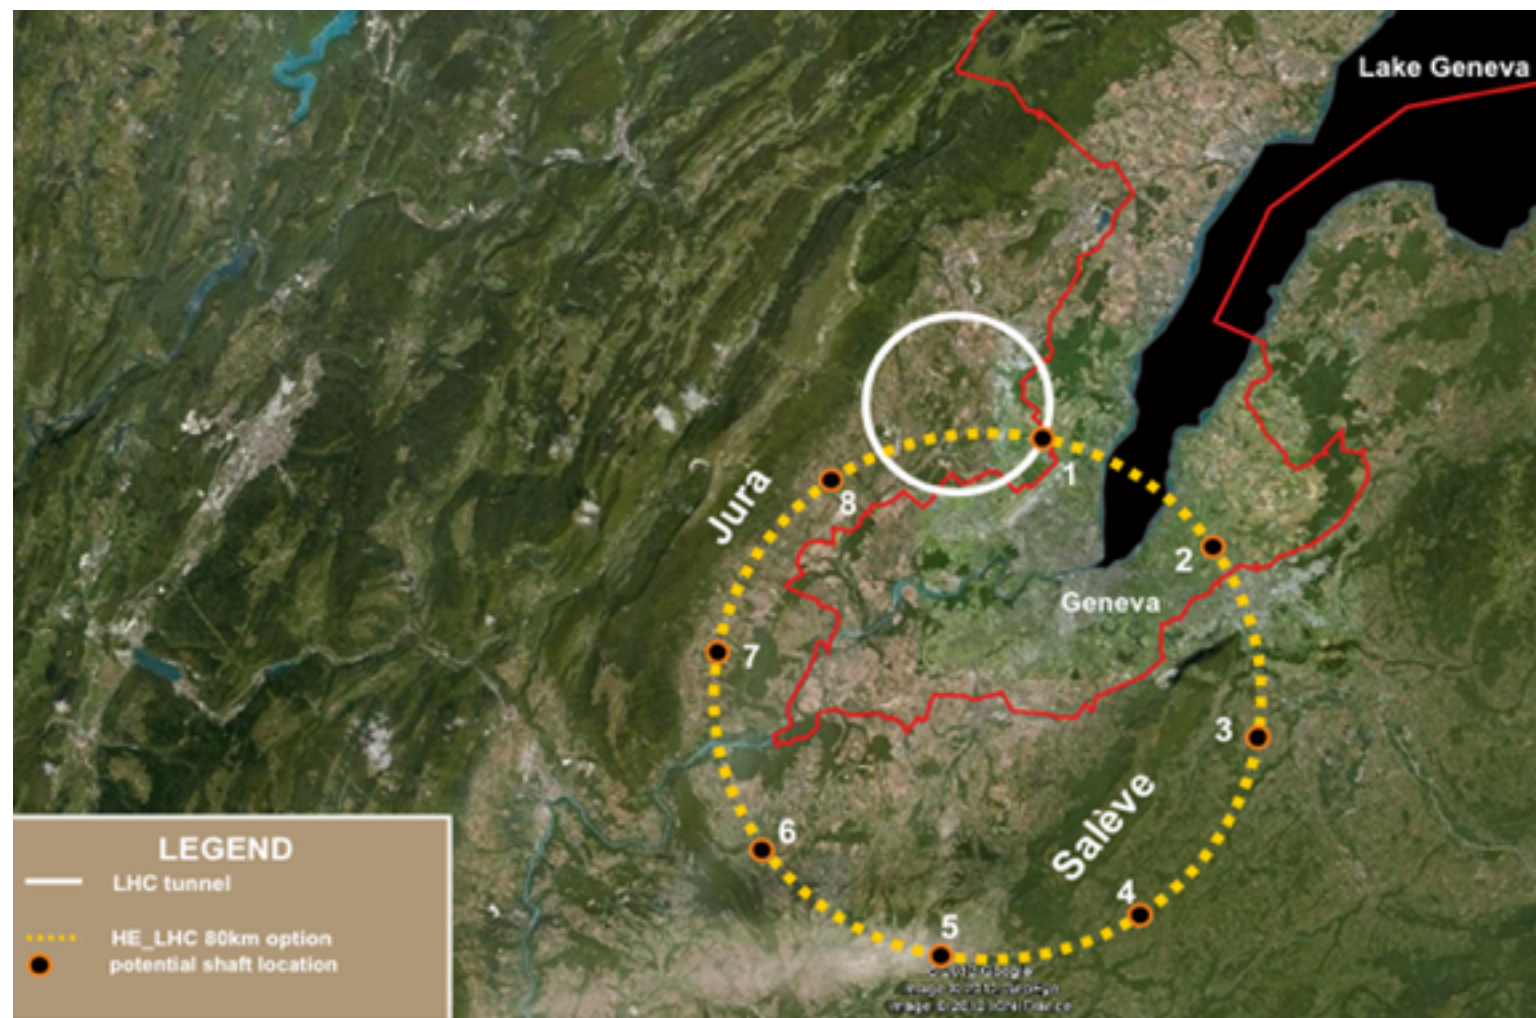 Lake Geneva
1
Jura
8
2
Geneva
7
3
Salève
6
4
5
LEGEND
LHC tunnel
HE_LHC 80km option
potential shaft location
Google